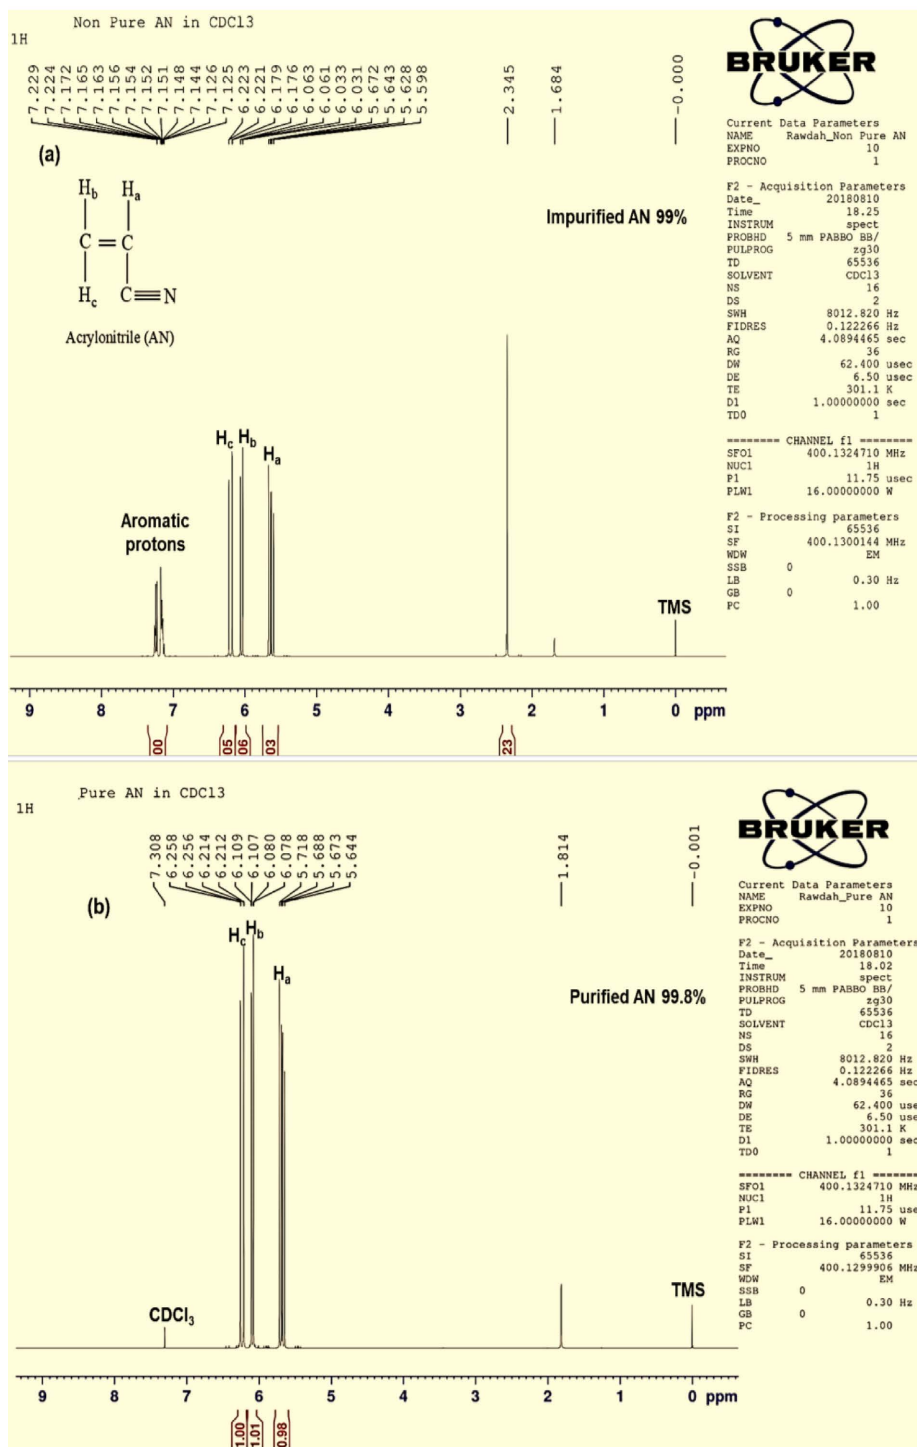 Non Pure AN in CDCl3
1H
7.229
7.224
7.172
7.165
7.163
7.156
7.154
7.152
7.151
7.148
7.144
7.126
7.125
6.223
6.221
6.179
6.176
6.063
6.061
6.033
6.031
5.672
5.643
5.628
5.598
2.345
1.684
-0.000
BRUKER
(a)
Hb Ha
C=C
Hc C≡N
Acrylonitrile (AN)
Impurified AN 99%
Hc Hb
Ha
Aromatic
protons
TMS
9 8 7 6 5 4 3 2 1 0 ppm
00 05 06 03 23
Current Data Parameters
NAME Rawdah_Non Pure AN
EXPNO 10
PROCNO 1
F2 - Acquisition Parameters
Date_ 20180810
Time 18.25
INSTRUM spect
PROBHD 5 mm PABBO BB/
PULPROG zg30
TD 65536
SOLVENT CDCl3
NS 16
DS 2
SWH 8012.820 Hz
FIDRES 0.122266 Hz
AQ 4.0894465 sec
RG 36
DW 62.400 usec
DE 6.50 usec
TE 301.1 K
D1 1.00000000 sec
TD0 1
======== CHANNEL f1 ========
SFO1 400.1324710 MHz
NUC1 1H
P1 11.75 usec
PLW1 16.00000000 W
F2 - Processing parameters
SI 65536
SF 400.1300144 MHz
WDW EM
SSB 0
LB 0.30 Hz
GB 0
PC 1.00
Pure AN in CDCl3
1H
7.308
6.258
6.256
6.214
6.212
6.109
6.107
6.080
6.078
5.718
5.688
5.673
5.644
1.814
-0.001
BRUKER
(b)
Hc Hb
Ha
Purified AN 99.8%
CDCl3
TMS
9 8 7 6 5 4 3 2 1 0 ppm
1.00 1.01 0.98
Current Data Parameters
NAME Rawdah_Pure AN
EXPNO 10
PROCNO 1
F2 - Acquisition Parameters
Date_ 20180810
Time 18.02
INSTRUM spect
PROBHD 5 mm PABBO BB/
PULPROG zg30
TD 65536
SOLVENT CDCl3
NS 16
DS 2
SWH 8012.820 Hz
FIDRES 0.122266 Hz
AQ 4.0894465 sec
RG 36
DW 62.400 use
DE 6.50 use
TE 301.1 K
D1 1.00000000 sec
TD0 1
======== CHANNEL f1 =======
SFO1 400.1324710 MHz
NUC1 1H
P1 11.75 use
PLW1 16.00000000 W
F2 - Processing parameters
SI 65536
SF 400.1299906 MHz
WDW EM
SSB 0
LB 0.30 Hz
GB 0
PC 1.00